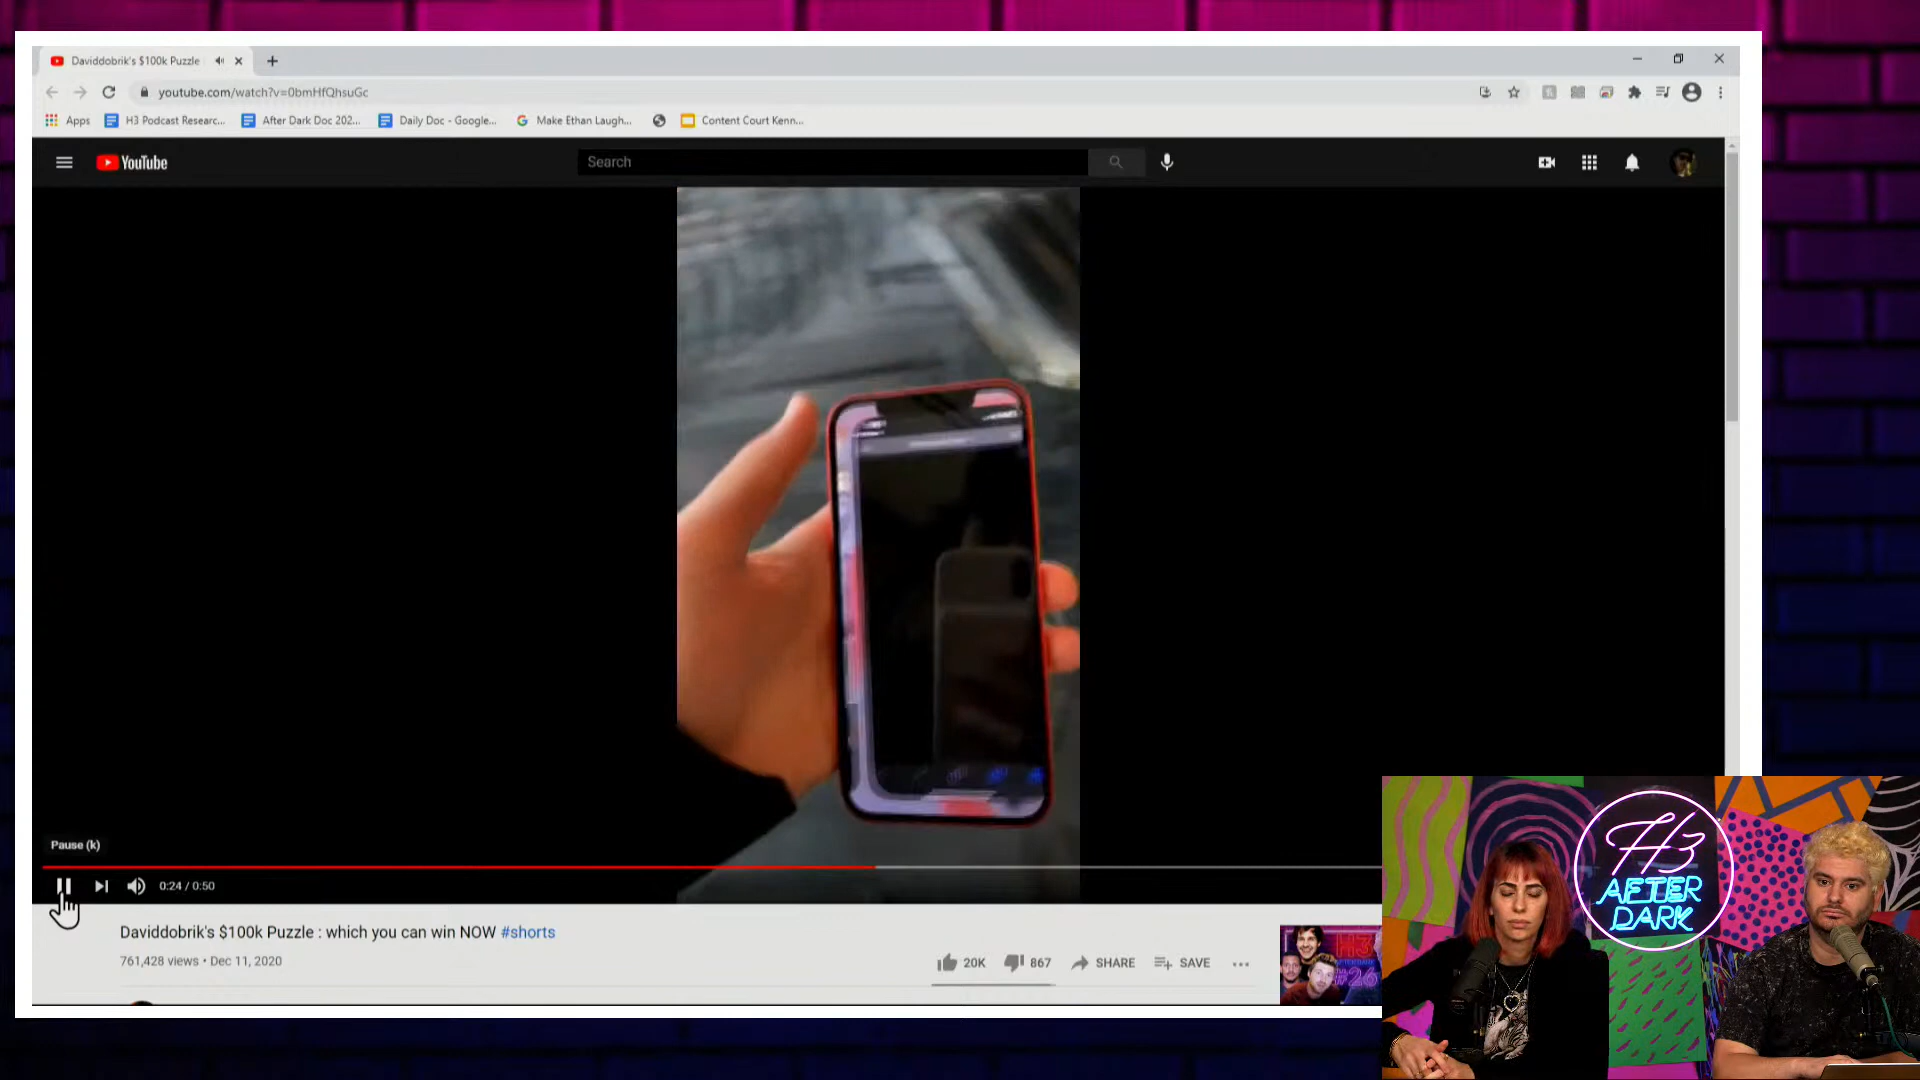 Daviddobrik's $100k Puzzle
youtube.com/watch?v=0bmHfQhsuGc
Apps H3 Podcast Researc... After Dark Doc 202... Daily Doc - Google... Make Ethan Laugh... Content Court Kenn...
YouTube
Search
Pause (k)
0:24 / 0:50
Daviddobrik's $100k Puzzle : which you can win NOW #shorts
761,428 views • Dec 11, 2020
20K 867 SHARE SAVE
H3
#26
H3
AFTER
DARK